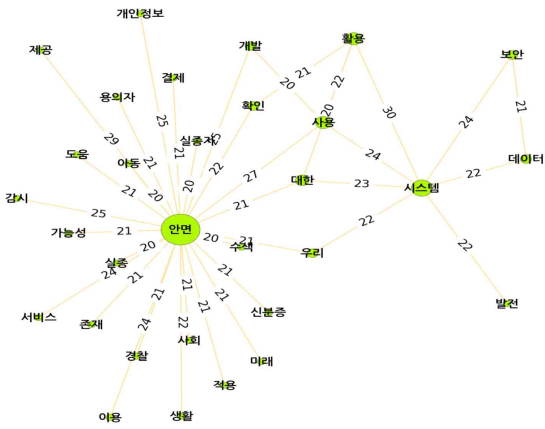 개인정보
제공
개발
활용
보안
결제
용의자
확인
21
20
22
21
사용
20
30
24
실종자
25
29
25
21
21
22
도움
아동
20
21
20
27
24
데이터
22
대한
23
시스템
감시
25
21
가능성
21
안면
20
수색
21
우리
22
22
실종
20
24
21
21
21
21
21
21
서비스
존재
24
22
사회
신분증
발전
경찰
미래
적용
이용
생활